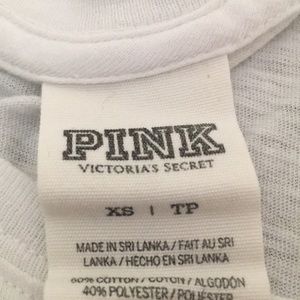 PINK
VICTORIA'S SECRET
XS | TP
MADE IN SRI LANKA / FAIT AU SRI
LANKA / HECHO EN SRI LANKA
60% COTTON / COTON / ALGODÓN
40% POLYESTER / POLYESTER /